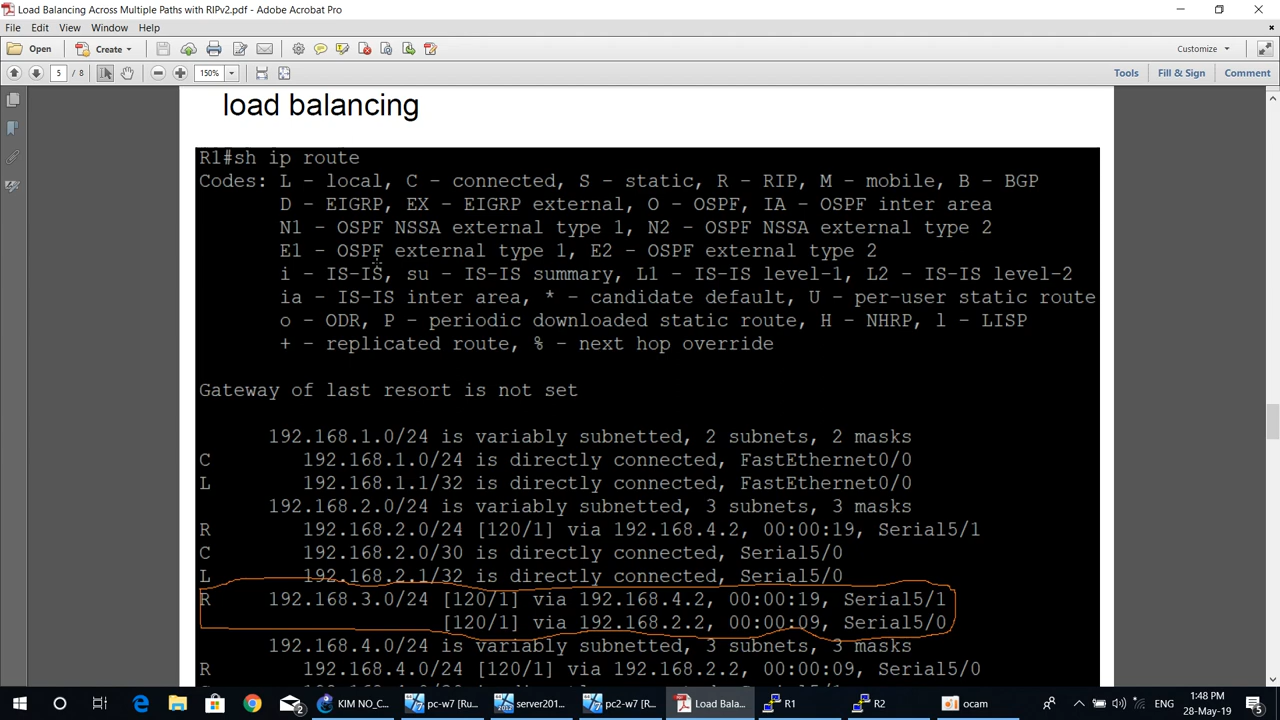 Load Balancing Across Multiple Paths with RIPv2.pdf - Adobe Acrobat Pro
File Edit View Window Help
Open Create Customize
5 / 8 150% Tools Fill & Sign Comment
load balancing
R1#sh ip route
Codes: L - local, C - connected, S - static, R - RIP, M - mobile, B - BGP
D - EIGRP, EX - EIGRP external, O - OSPF, IA - OSPF inter area
N1 - OSPF NSSA external type 1, N2 - OSPF NSSA external type 2
E1 - OSPF external type 1, E2 - OSPF external type 2
i - IS-IS, su - IS-IS summary, L1 - IS-IS level-1, L2 - IS-IS level-2
ia - IS-IS inter area, * - candidate default, U - per-user static route
o - ODR, P - periodic downloaded static route, H - NHRP, l - LISP
+ - replicated route, % - next hop override
Gateway of last resort is not set
192.168.1.0/24 is variably subnetted, 2 subnets, 2 masks
C 192.168.1.0/24 is directly connected, FastEthernet0/0
L 192.168.1.1/32 is directly connected, FastEthernet0/0
192.168.2.0/24 is variably subnetted, 3 subnets, 3 masks
R 192.168.2.0/24 [120/1] via 192.168.4.2, 00:00:19, Serial5/1
C 192.168.2.0/30 is directly connected, Serial5/0
L 192.168.2.1/32 is directly connected, Serial5/0
R 192.168.3.0/24 [120/1] via 192.168.4.2, 00:00:19, Serial5/1
[120/1] via 192.168.2.2, 00:00:09, Serial5/0
192.168.4.0/24 is variably subnetted, 3 subnets, 3 masks
R 192.168.4.0/24 [120/1] via 192.168.2.2, 00:00:09, Serial5/0
KIM NO_C... pc-w7 [Ru... server201... pc2-w7 [R... Load Bala... R1 R2 ocam ENG 1:48 PM
28-May-19